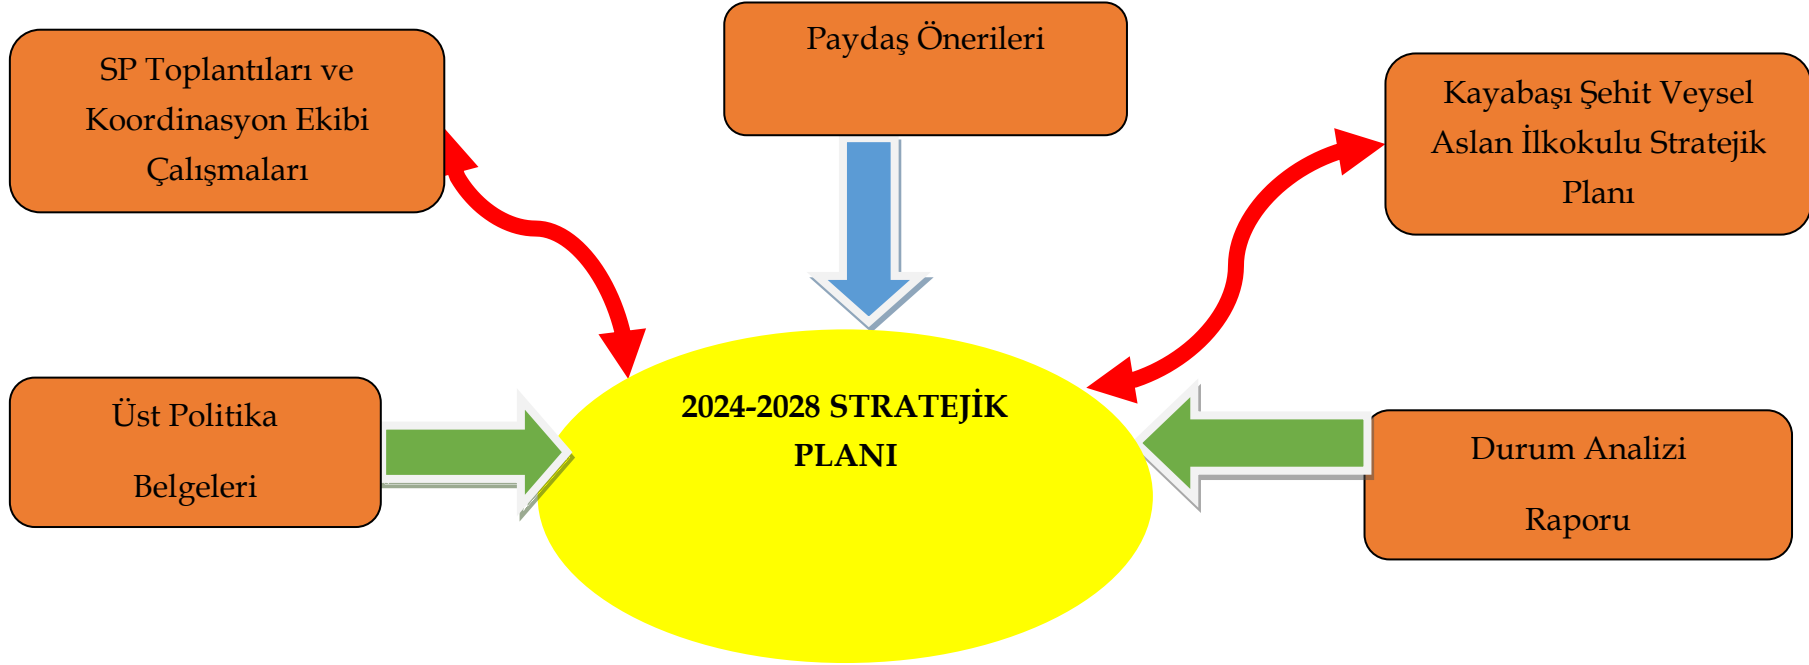 SP Toplantıları ve
Koordinasyon Ekibi
Çalışmaları
Paydaş Önerileri
Kayabaşı Şehit Veysel
Aslan İlkokulu Stratejik
Planı
Üst Politika
Belgeleri
2024-2028 STRATEJİK
PLANI
Durum Analizi
Raporu